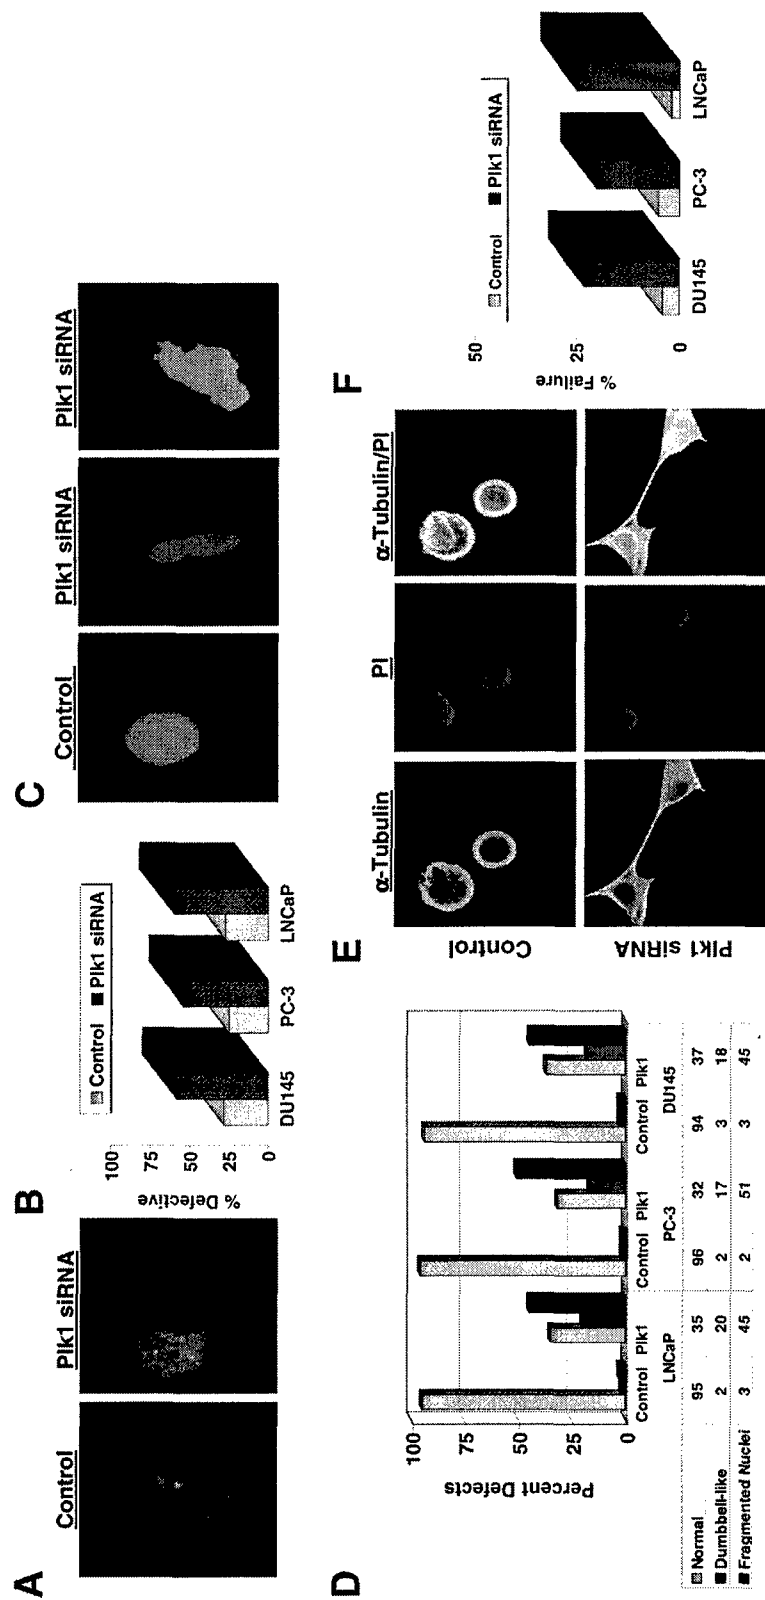 A
Control
Plk1 siRNA
B
Control Plk1 siRNA
% Defective
100
75
50
25
0
DU145 PC-3 LNCaP
C
Control
Plk1 siRNA
Plk1 siRNA
D
Percent Defects
100
75
50
25
0
Control Plk1 Control Plk1 Control Plk1
LNCaP PC-3 DU145
Normal 95 35 96 32 94 37
Dumbbell-like 2 20 2 17 3 18
Fragmented Nuclei 3 45 2 51 3 45
E
α-Tubulin
PI
α-Tubulin/PI
Control
Plk1 siRNA
F
Control Plk1 siRNA
% Failure
50
25
0
DU145 PC-3 LNCaP